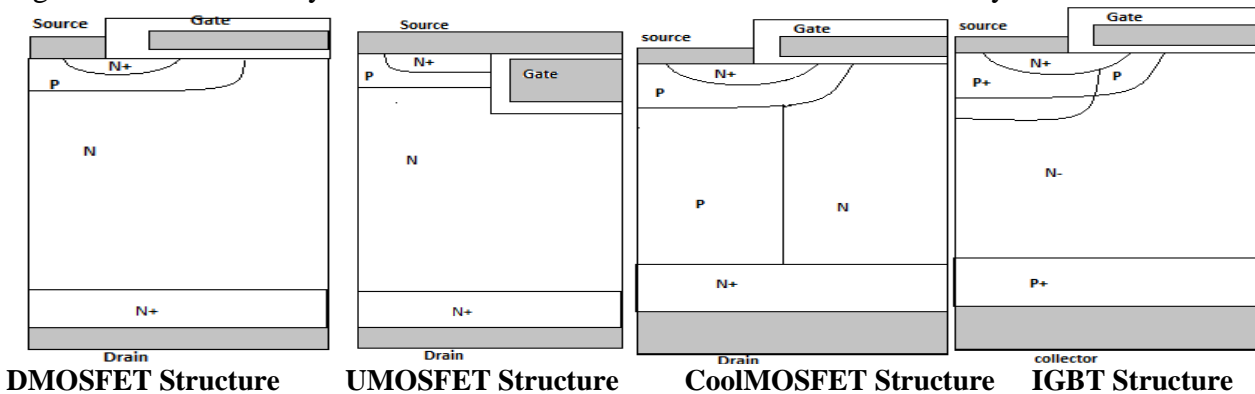 Source Gate
N+
P
N
N+
Drain
DMOSFET Structure
Source
N+
P
Gate
N
N+
Drain
UMOSFET Structure
source Gate
N+
P
P N
N+
Drain
CoolMOSFET Structure
source Gate
N+
P+ P
N-
P+
collector
IGBT Structure